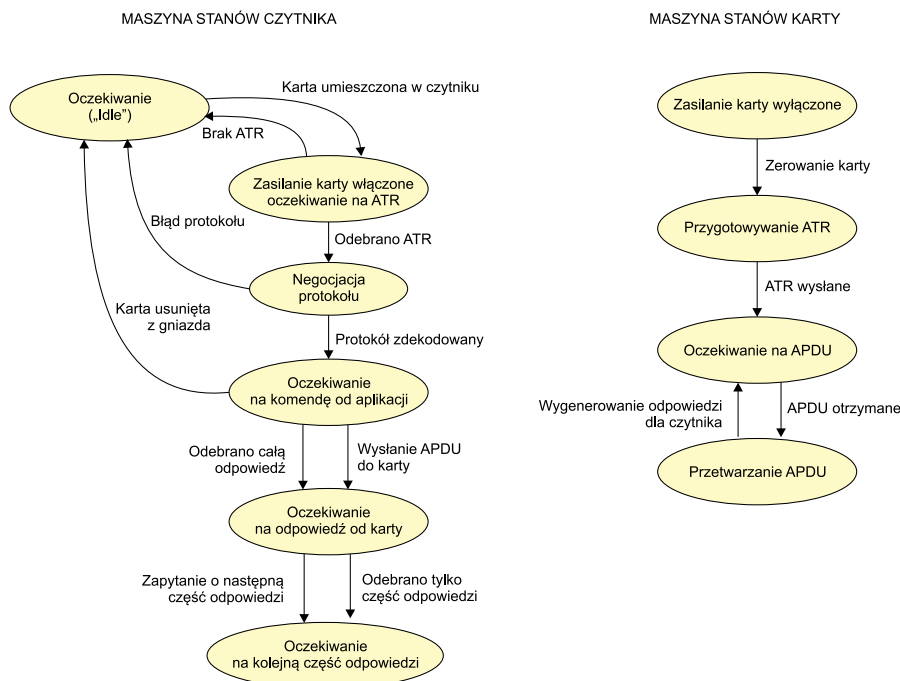 MASZYNA STANÓW CZYTNIKA
Oczekiwanie
(„Idle”)
Karta umieszczona w czytniku
Brak ATR
Zasilanie karty włączone
oczekiwanie na ATR
Błąd protokołu
Odebrano ATR
Negocjacja
protokołu
Karta usunięta
z gniazda
Protokół zdekodowany
Oczekiwanie
na komendę od aplikacji
Odebrano całą
odpowiedź
Wysłanie APDU
do karty
Oczekiwanie
na odpowiedź od karty
Zapytanie o następną
część odpowiedzi
Odebrano tylko
część odpowiedzi
Oczekiwanie
na kolejną część odpowiedzi
MASZYNA STANÓW KARTY
Zasilanie karty wyłączone
Zerowanie karty
Przygotowywanie ATR
ATR wysłane
Oczekiwanie na APDU
Wygenerowanie odpowiedzi
dla czytnika
APDU otrzymane
Przetwarzanie APDU